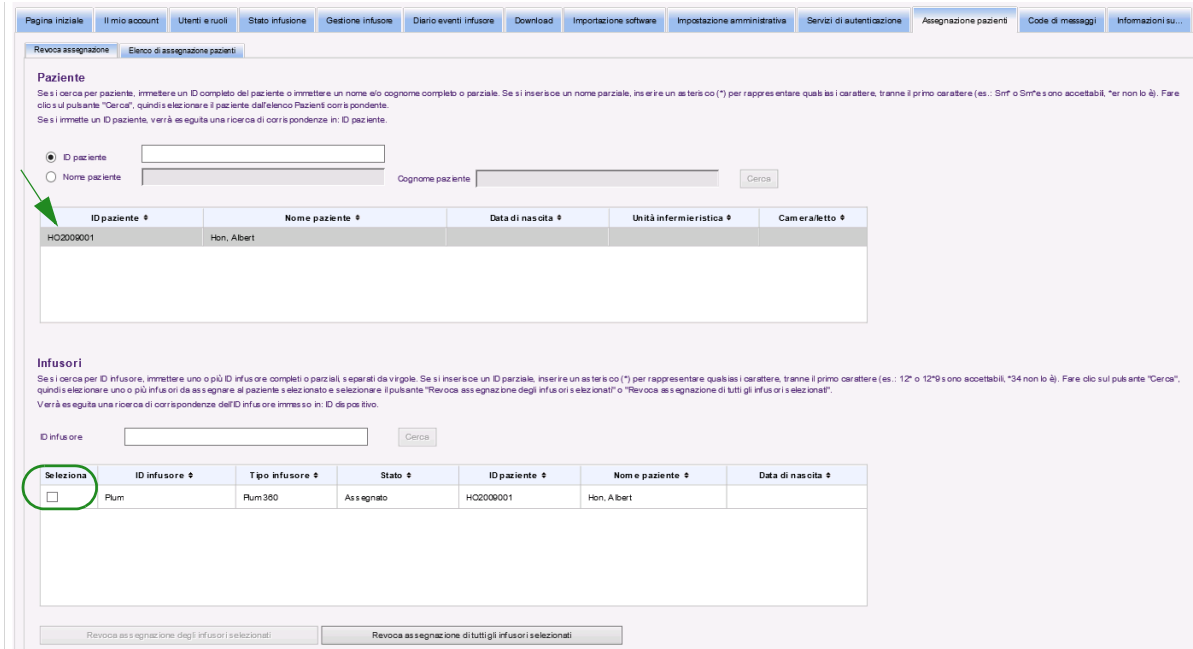 Pagina iniziale Il mio account Utenti e ruoli Stato infusione Gestione infusore Diario eventi infusore Download Importazione software Impostazione amministrativa Servizi di autenticazione Assegnazione pazienti Code di messaggi Informazioni su...
Revoca assegnazione Elenco di assegnazione pazienti
Paziente
Se si cerca per paziente, immettere un ID completo del paziente o immettere un nome e/o cognome completo o parziale. Se si inserisce un nome parziale, inserire un asterisco (*) per rappresentare qualsiasi carattere, tranne il primo carattere (es.: Sm* o Sm*e sono accettabili, *er non lo è). Fare
clic sul pulsante "Cerca", quindi selezionare il paziente dall'elenco Pazienti corrispondente.
Se si immette un ID paziente, verrà eseguita una ricerca di corrispondenze in: ID paziente.
ID paziente
Nome paziente Cognome paziente Cerca
ID paziente Nome paziente Data di nascita Unità infermieristica Camera/letto
HO2009001 Hon, Albert
Infusori
Se si cerca per ID infusore, immettere uno o più ID infusore completi o parziali, separati da virgole. Se si inserisce un ID parziale, inserire un asterisco (*) per rappresentare qualsiasi carattere, tranne il primo carattere (es.: 12* o 12*9 sono accettabili, *34 non lo è). Fare clic sul pulsante "Cerca",
quindi selezionare uno o più infusori da assegnare al paziente selezionato e selezionare il pulsante "Revoca assegnazione degli infusori selezionati" o "Revoca assegnazione di tutti gli infusori selezionati".
Verrà eseguita una ricerca di corrispondenze dell'ID infusore immesso in: ID dispositivo.
ID infusore Cerca
Seleziona ID infusore Tipo infusore Stato ID paziente Nome paziente Data di nascita
Plum Plum 360 Assegnato HO2009001 Hon, Albert
Revoca assegnazione degli infusori selezionati Revoca assegnazione di tutti gli infusori selezionati